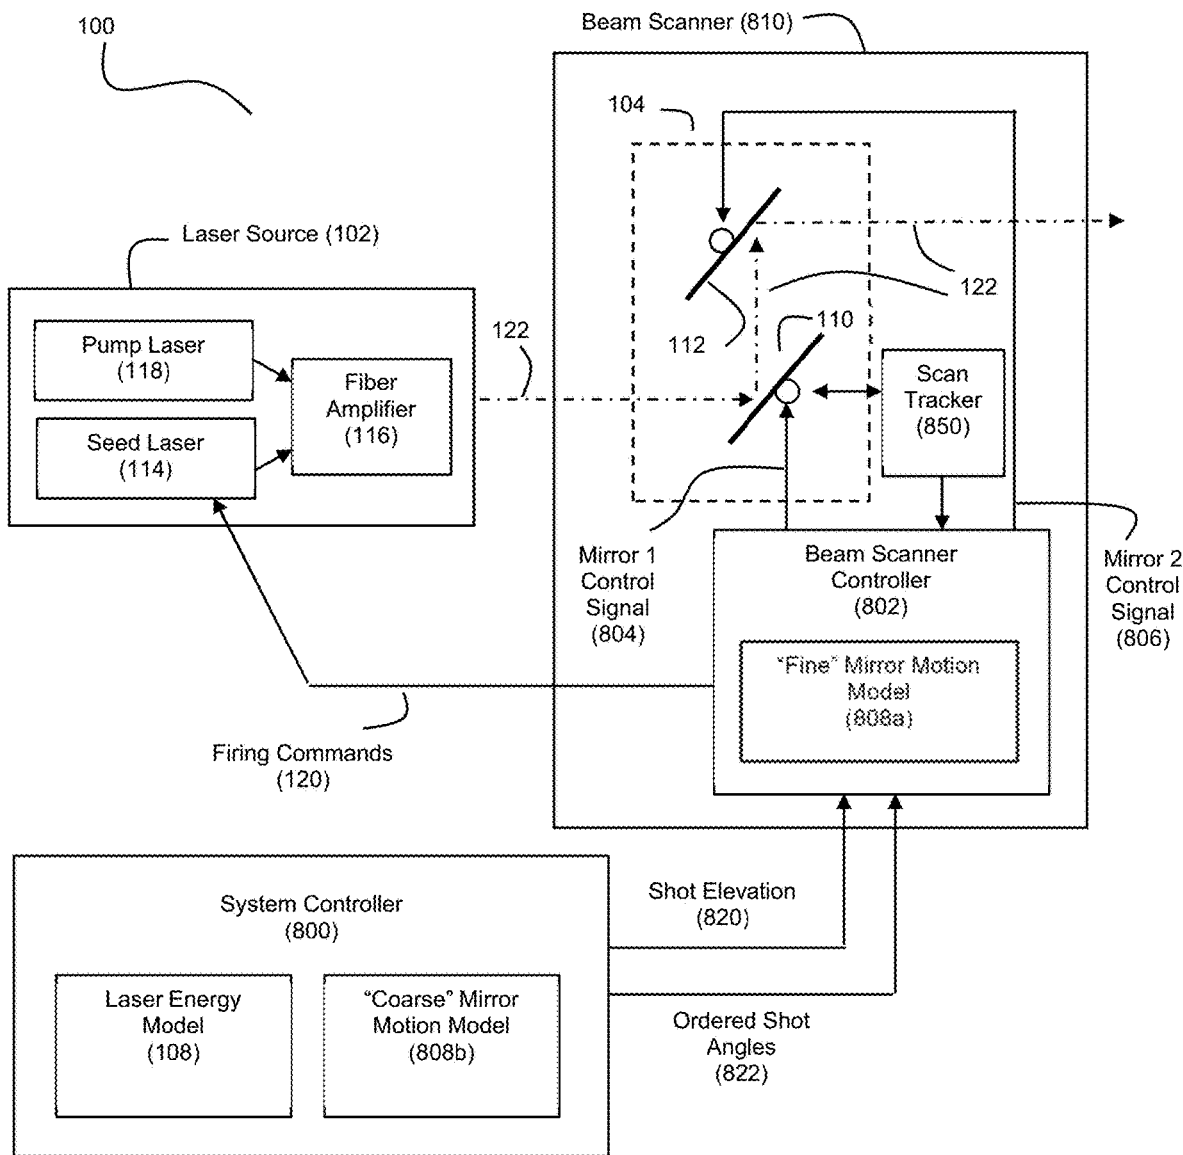 100
Beam Scanner (810)
104
Laser Source (102)
122
112
110
122
Pump Laser
(118)
Seed Laser
(114)
Fiber
Amplifier
(116)
Scan
Tracker
(850)
Mirror 1
Control
Signal
(804)
Beam Scanner
Controller
(802)
Mirror 2
Control
Signal
(806)
“Fine” Mirror Motion
Model
(808a)
Firing Commands
(120)
System Controller
(800)
Laser Energy
Model
(108)
“Coarse” Mirror
Motion Model
(808b)
Shot Elevation
(820)
Ordered Shot
Angles
(822)